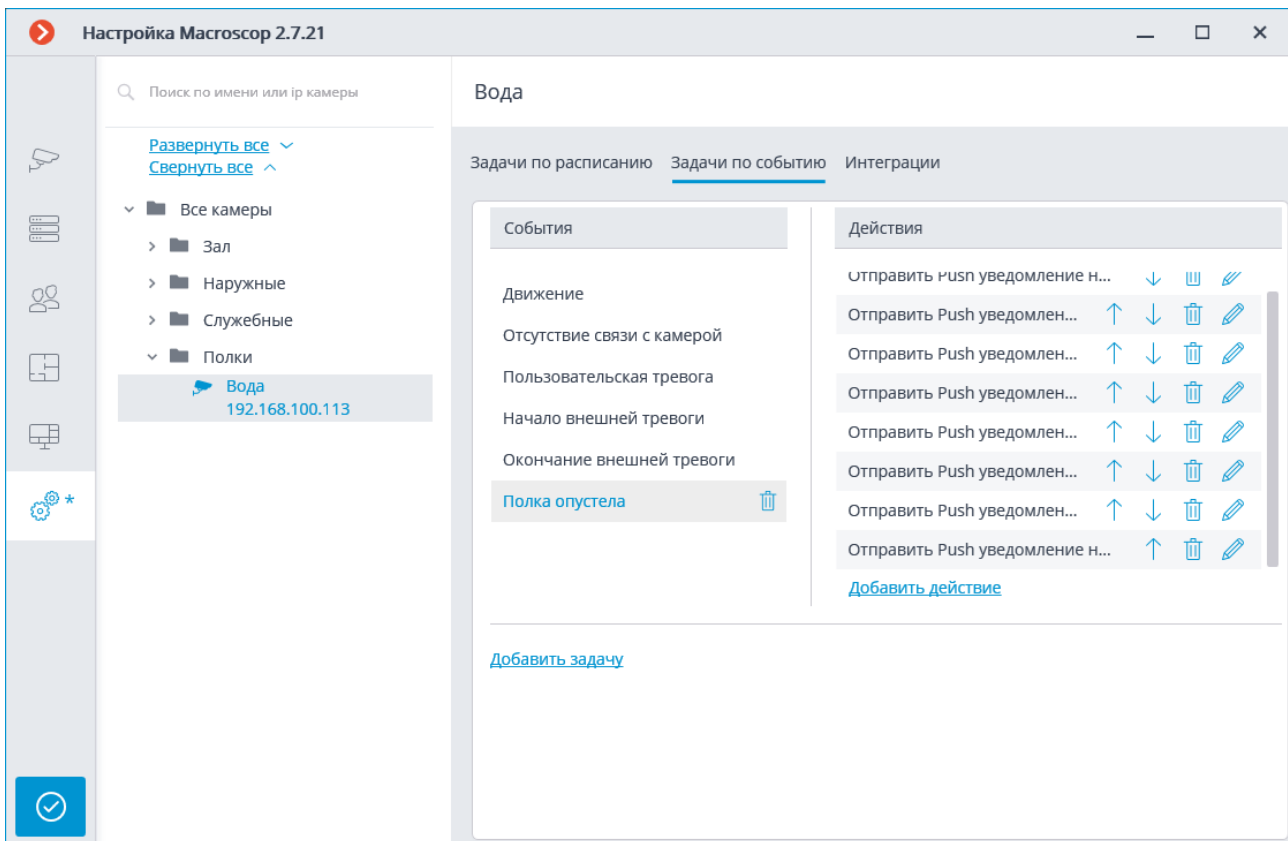 Настройка Macroscop 2.7.21
Поиск по имени или ip камеры
Развернуть все
Свернуть все
Все камеры
Зал
Наружные
Служебные
Полки
Вода
192.168.100.113
*
Вода
Задачи по расписанию Задачи по событию Интеграции
События
Движение
Отсутствие связи с камерой
Пользовательская тревога
Начало внешней тревоги
Окончание внешней тревоги
Полка опустела
Действия
Отправить Push уведомление н...
Отправить Push уведомлен...
Отправить Push уведомлен...
Отправить Push уведомлен...
Отправить Push уведомлен...
Отправить Push уведомлен...
Отправить Push уведомлен...
Отправить Push уведомление н...
Добавить действие
Добавить задачу